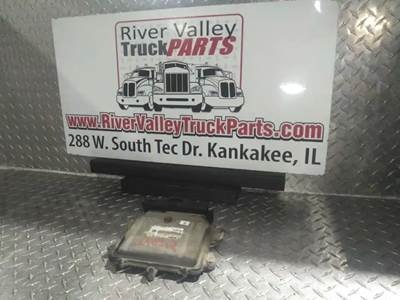 River Valley
TruckPARTS
www.RiverValleyTruckParts.com
288 W. South Tec Dr. Kankakee, IL